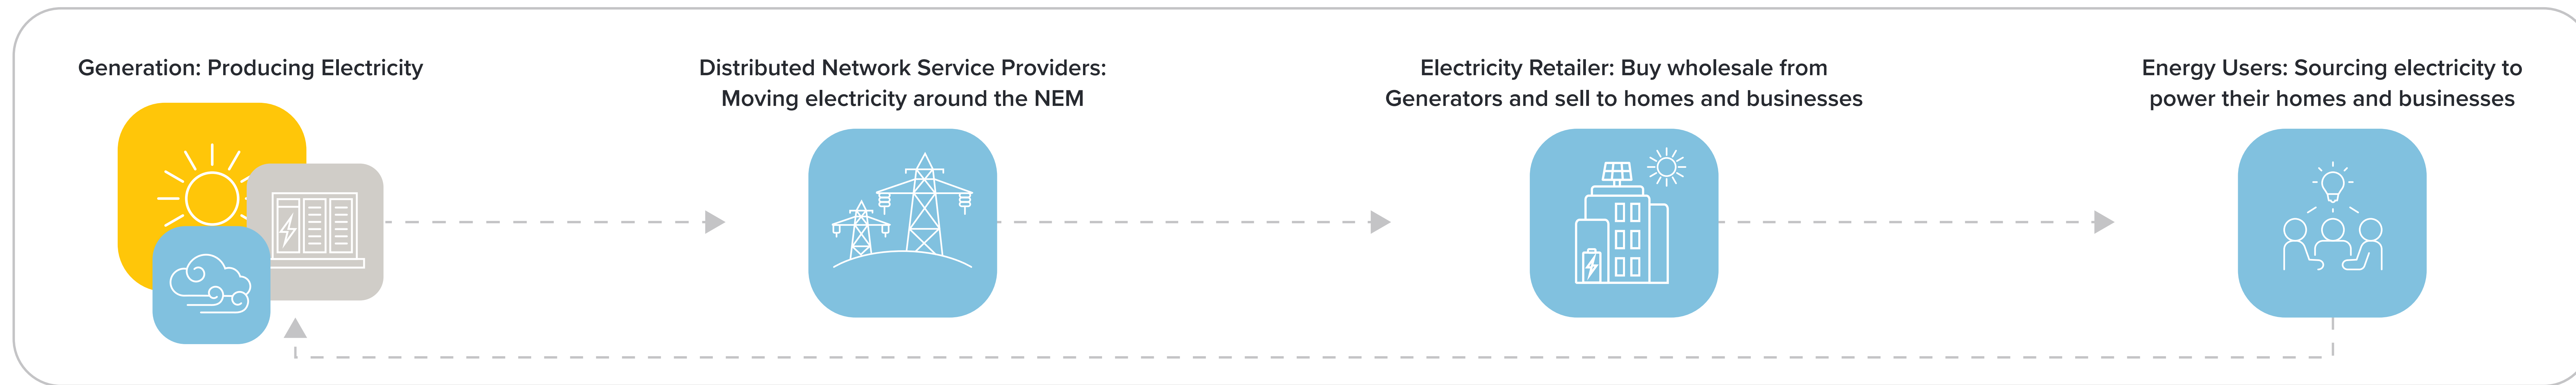 Generation: Producing Electricity
Distributed Network Service Providers:
Moving electricity around the NEM
Electricity Retailer: Buy wholesale from
Generators and sell to homes and businesses
Energy Users: Sourcing electricity to
power their homes and businesses